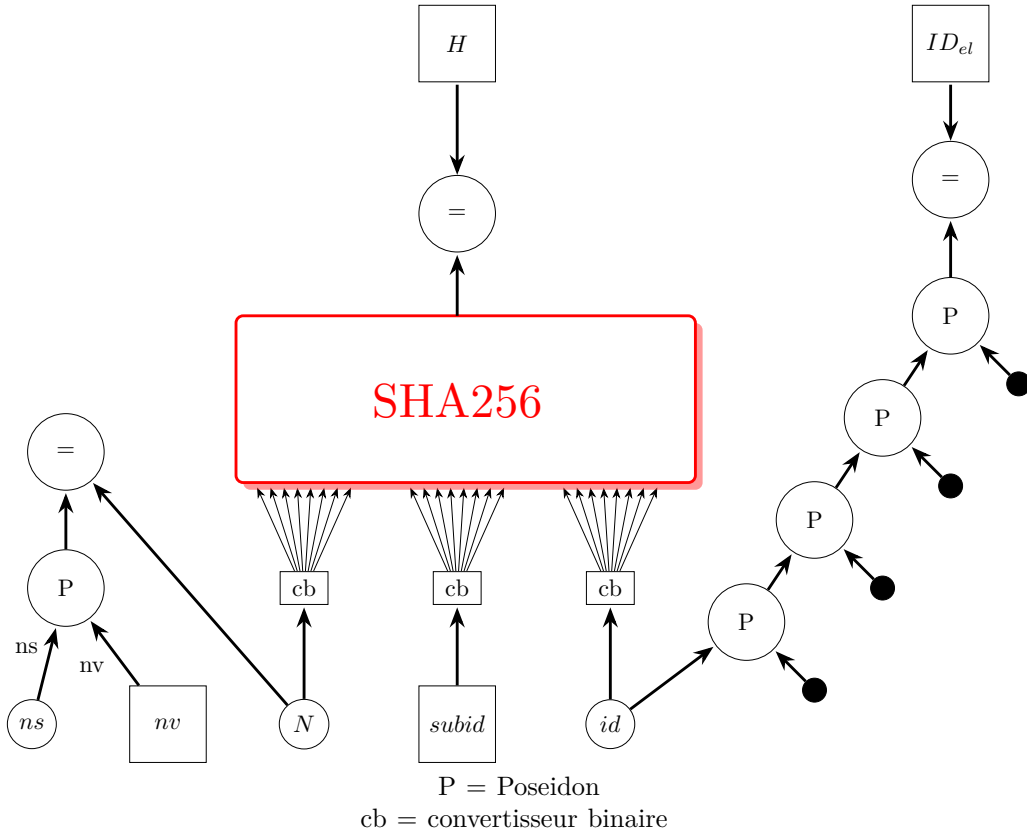 H
ID_el
=
=
P
SHA256
P
=
P
P
cb
cb
cb
P
ns
nv
ns
nv
N
subid
id
P = Poseidon
cb = convertisseur binaire